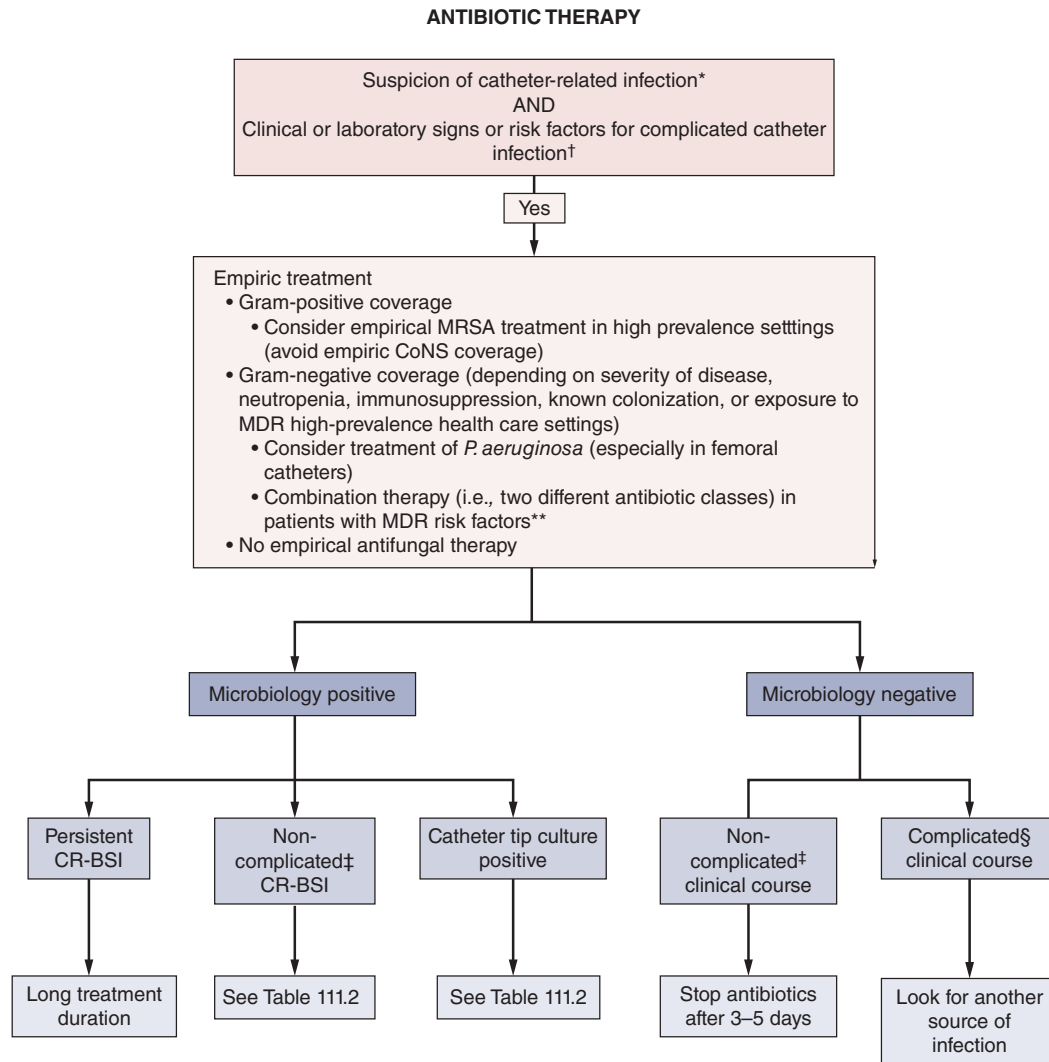 ANTIBIOTIC THERAPY
Suspicion of catheter-related infection*
AND
Clinical or laboratory signs or risk factors for complicated catheter
infection†
Yes
Empiric treatment
• Gram-positive coverage
• Consider empirical MRSA treatment in high prevalence setttings
(avoid empiric CoNS coverage)
• Gram-negative coverage (depending on severity of disease,
neutropenia, immunosuppression, known colonization, or exposure to
MDR high-prevalence health care settings)
• Consider treatment of P. aeruginosa (especially in femoral
catheters)
• Combination therapy (i.e., two different antibiotic classes) in
patients with MDR risk factors**
• No empirical antifungal therapy
Microbiology positive
Microbiology negative
Persistent
CR-BSI
Non-
complicated‡
CR-BSI
Catheter tip culture
positive
Non-
complicated‡
clinical course
Complicated§
clinical course
Long treatment
duration
See Table 111.2
See Table 111.2
Stop antibiotics
after 3–5 days
Look for another
source of
infection